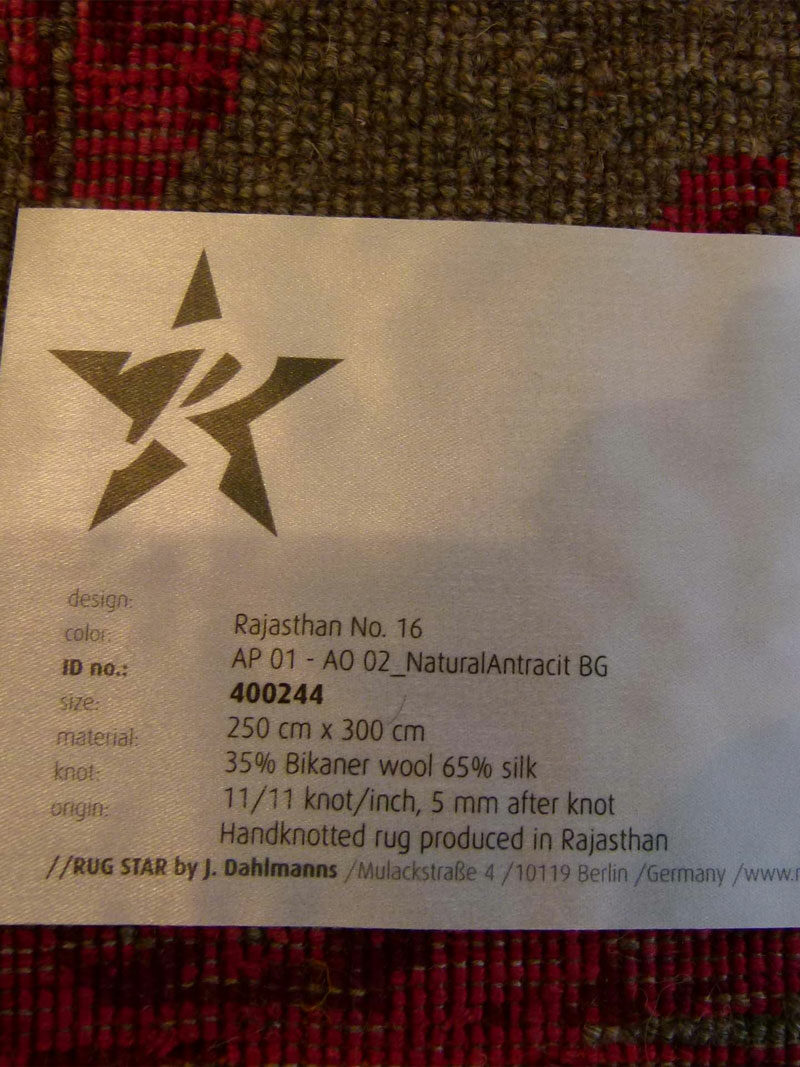 design:
Rajasthan No. 16
color:
AP 01 - AO 02_NaturalAntracit BG
ID no.:
400244
size:
250 cm x 300 cm
material:
35% Bikaner wool 65% silk
knot:
11/11 knot/inch, 5 mm after knot
origin:
Handknotted rug produced in Rajasthan
//RUG STAR by J. Dahlmanns /Mulackstraße 4 /10119 Berlin /Germany /www.r